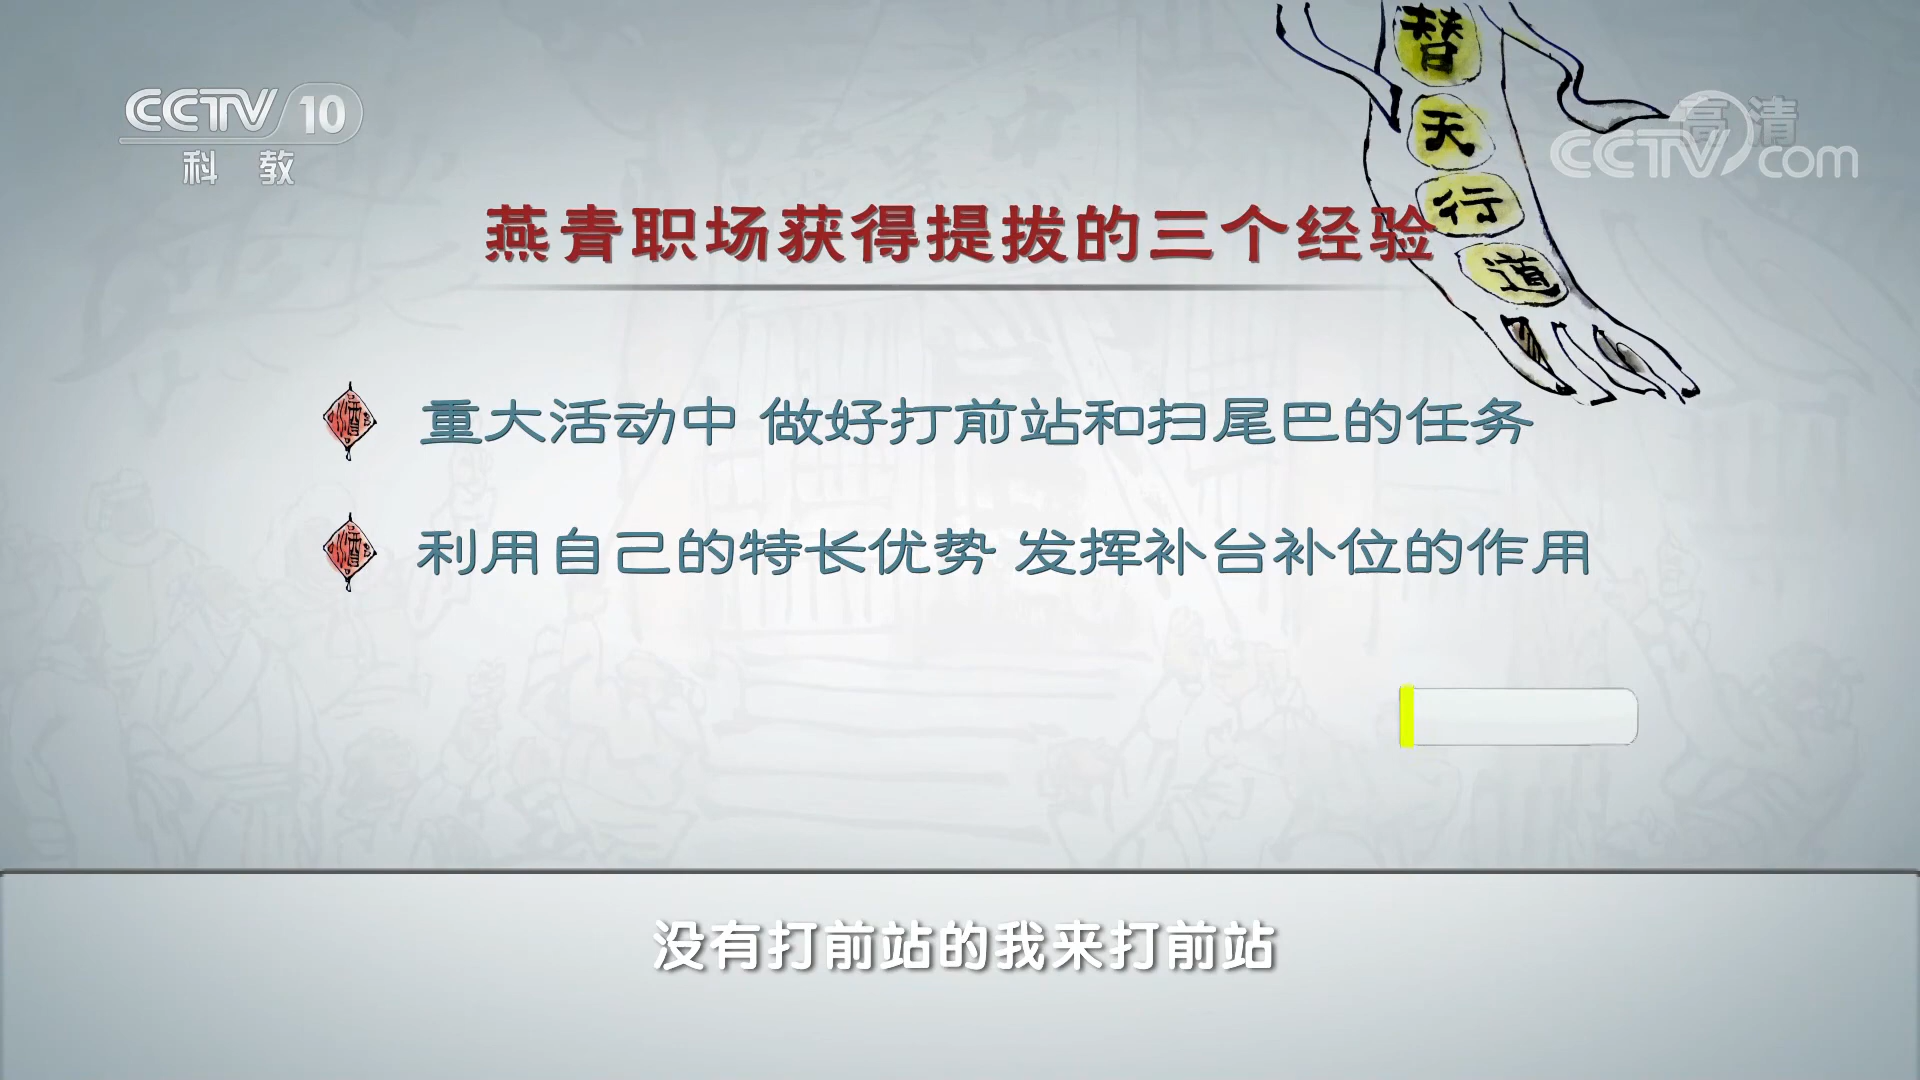 CCTV 10
科 教
替
天
行
道
高清
CCTV.com
燕青职场获得提拔的三个经验
酒
重大活动中 做好打前站和扫尾巴的任务
酒
利用自己的特长优势 发挥补台补位的作用
没有打前站的我来打前站